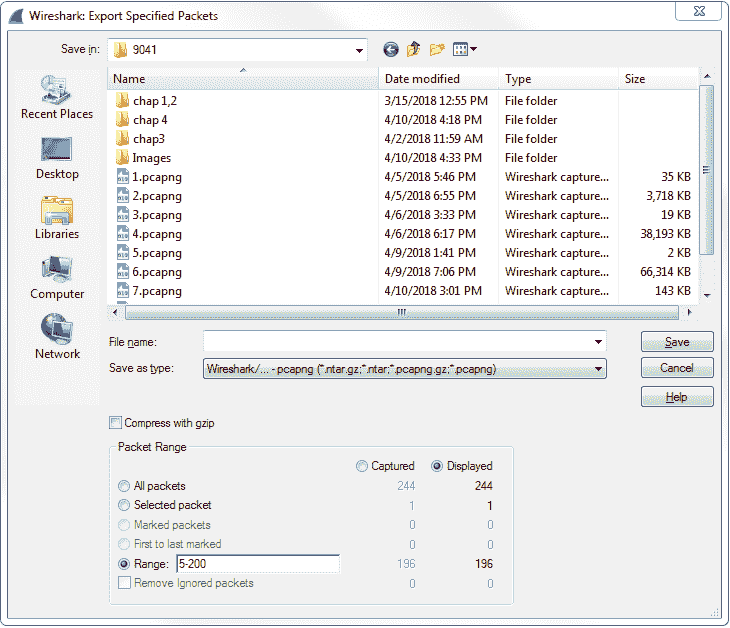 Wireshark: Export Specified Packets
Save in: 9041
Recent Places
Desktop
Libraries
Computer
Network
Name Date modified Type Size
chap 1,2 3/15/2018 12:55 PM File folder
chap 4 4/10/2018 4:18 PM File folder
chap3 4/2/2018 11:59 AM File folder
Images 4/10/2018 4:33 PM File folder
1.pcapng 4/5/2018 5:46 PM Wireshark capture... 35 KB
2.pcapng 4/5/2018 6:55 PM Wireshark capture... 3,718 KB
3.pcapng 4/6/2018 3:33 PM Wireshark capture... 19 KB
4.pcapng 4/6/2018 6:17 PM Wireshark capture... 38,193 KB
5.pcapng 4/9/2018 1:41 PM Wireshark capture... 2 KB
6.pcapng 4/9/2018 7:06 PM Wireshark capture... 66,314 KB
7.pcapng 4/10/2018 3:01 PM Wireshark capture... 143 KB
File name: Save
Save as type: Wireshark/... - pcapng (*.ntar.gz;*.ntar;*.pcapng.gz;*.pcapng) Cancel
Help
Compress with gzip
Packet Range
Captured Displayed
All packets 244 244
Selected packet 1 1
Marked packets 0 0
First to last marked 0 0
Range: 5-200 196 196
Remove Ignored packets 0 0